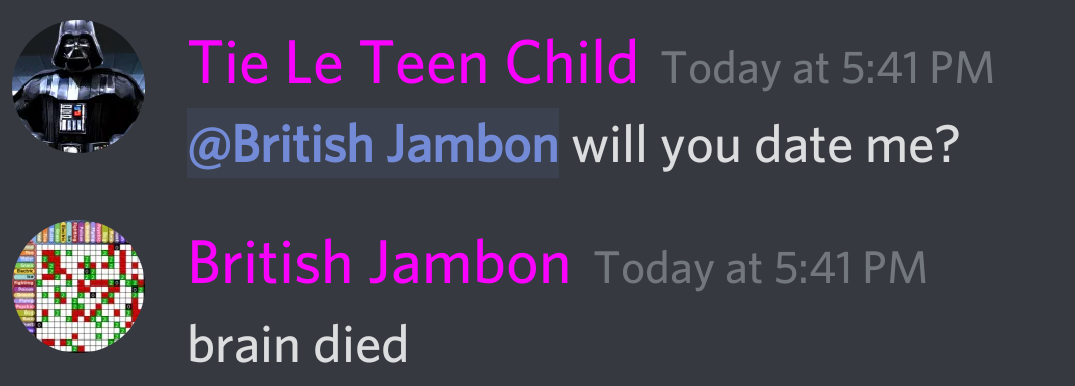 Tie Le Teen Child Today at 5:41 PM
@British Jambon will you date me?
British Jambon Today at 5:41 PM
brain died